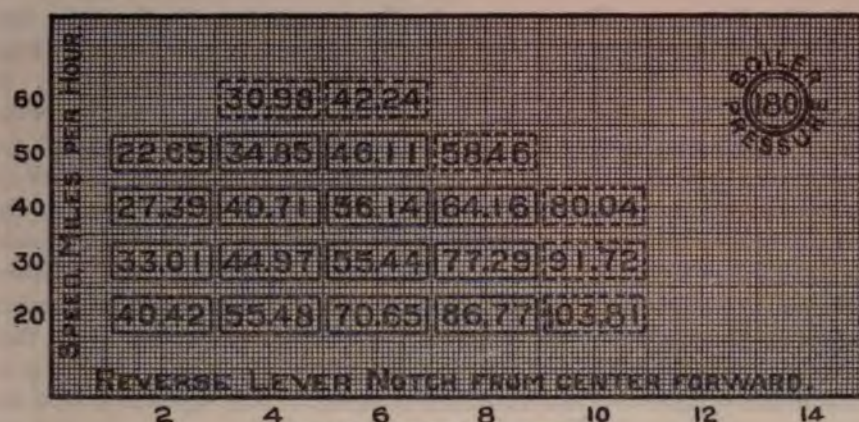 BOILER
180
PRESSURE
SPEED, MILES PER HOUR
60 30.98 42.24
50 22.65 34.85 46.11 58.46
40 27.39 40.71 56.14 64.16 80.04
30 33.01 44.97 55.44 77.29 91.72
20 40.42 55.48 70.65 86.77 103.81
REVERSE LEVER NOTCH FROM CENTER FORWARD.
2 4 6 8 10 12 14